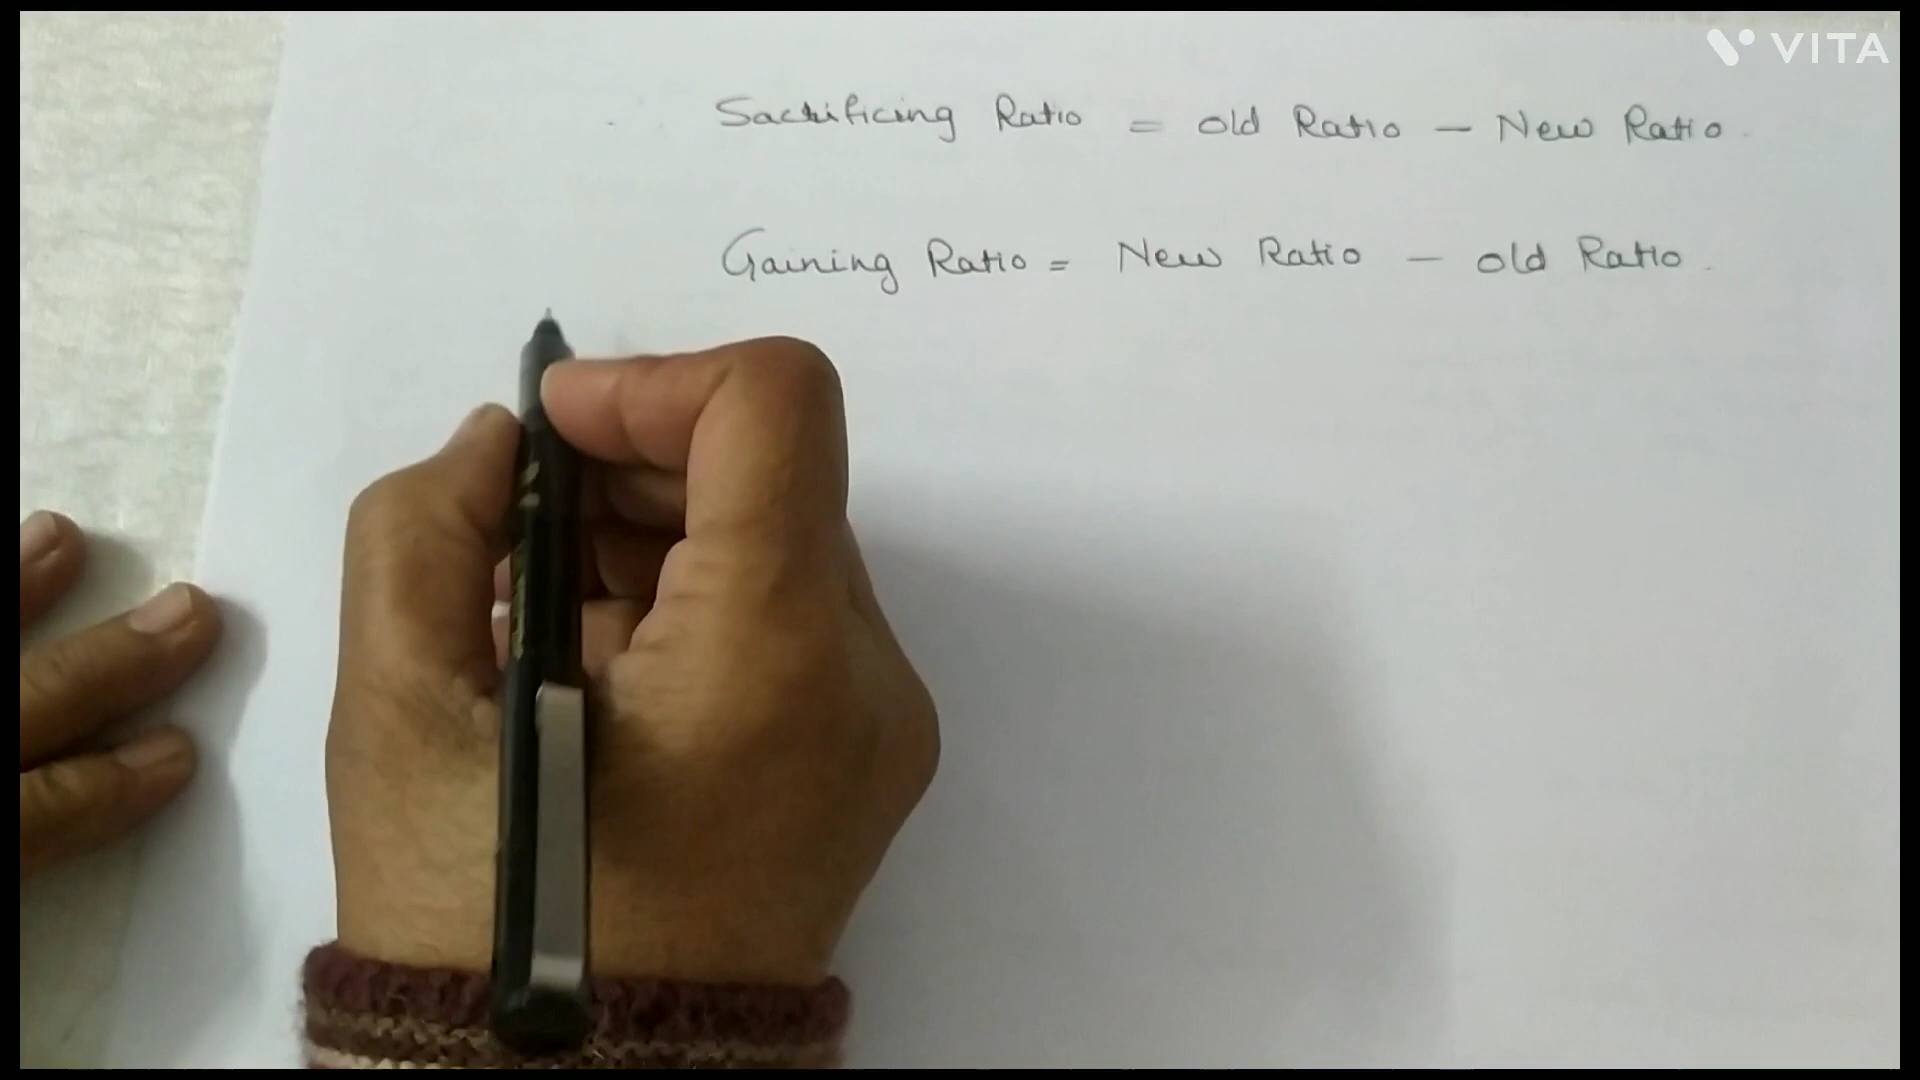 VITA
Sacrificing Ratio = old Ratio - New Ratio.
Gaining Ratio = New Ratio - old Ratio.